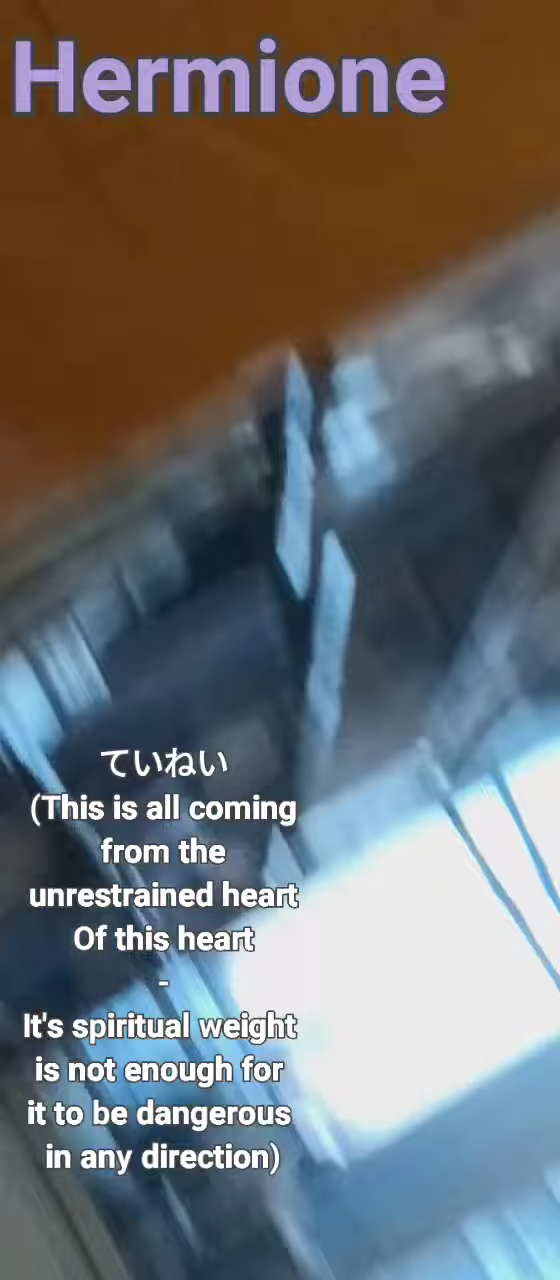 Hermione
ていねい
(This is all coming
from the
unrestrained heart
Of this heart
-
It's spiritual weight
is not enough for
it to be dangerous
in any direction)